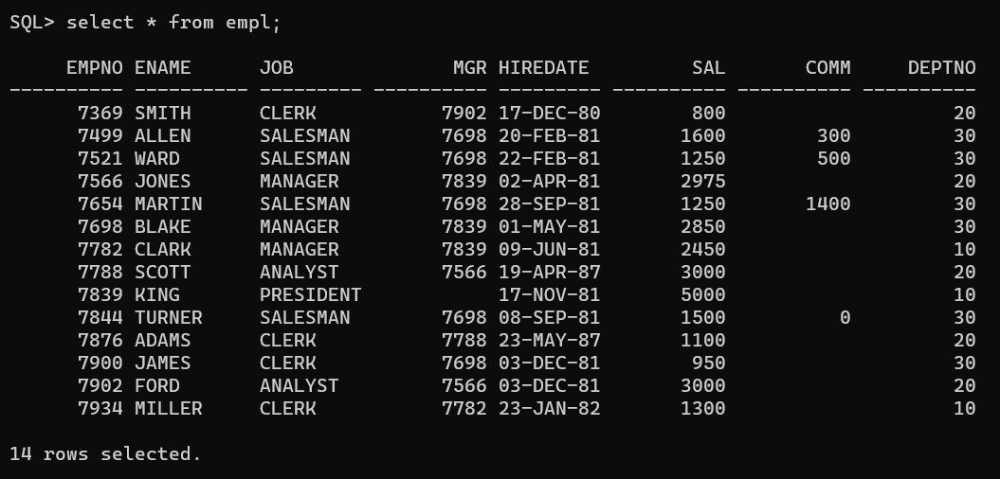 SQL> select * from empl;
     EMPNO ENAME      JOB              MGR HIREDATE         SAL       COMM     DEPTNO
---------- ---------- --------- ---------- --------- ---------- ---------- ----------
      7369 SMITH      CLERK           7902 17-DEC-80        800                    20
      7499 ALLEN      SALESMAN        7698 20-FEB-81       1600        300         30
      7521 WARD       SALESMAN        7698 22-FEB-81       1250        500         30
      7566 JONES      MANAGER         7839 02-APR-81       2975                    20
      7654 MARTIN     SALESMAN        7698 28-SEP-81       1250       1400         30
      7698 BLAKE      MANAGER         7839 01-MAY-81       2850                    30
      7782 CLARK      MANAGER         7839 09-JUN-81       2450                    10
      7788 SCOTT      ANALYST         7566 19-APR-87       3000                    20
      7839 KING       PRESIDENT            17-NOV-81       5000                    10
      7844 TURNER     SALESMAN        7698 08-SEP-81       1500          0         30
      7876 ADAMS      CLERK           7788 23-MAY-87       1100                    20
      7900 JAMES      CLERK           7698 03-DEC-81        950                    30
      7902 FORD       ANALYST         7566 03-DEC-81       3000                    20
      7934 MILLER     CLERK           7782 23-JAN-82       1300                    10
14 rows selected.